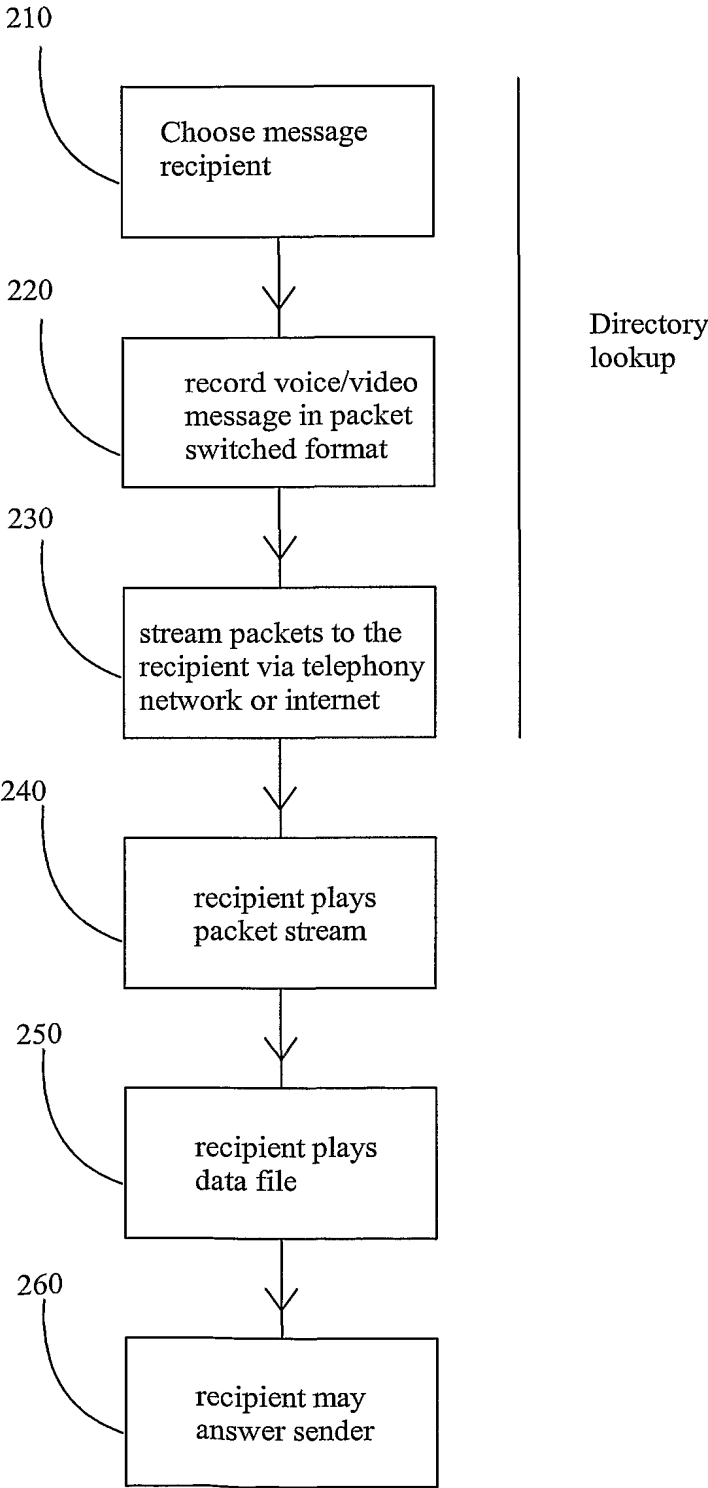 210
Choose message
recipient
220
record voice/video
message in packet
switched format
Directory
lookup
230
stream packets to the
recipient via telephony
network or internet
240
recipient plays
packet stream
250
recipient plays
data file
260
recipient may
answer sender